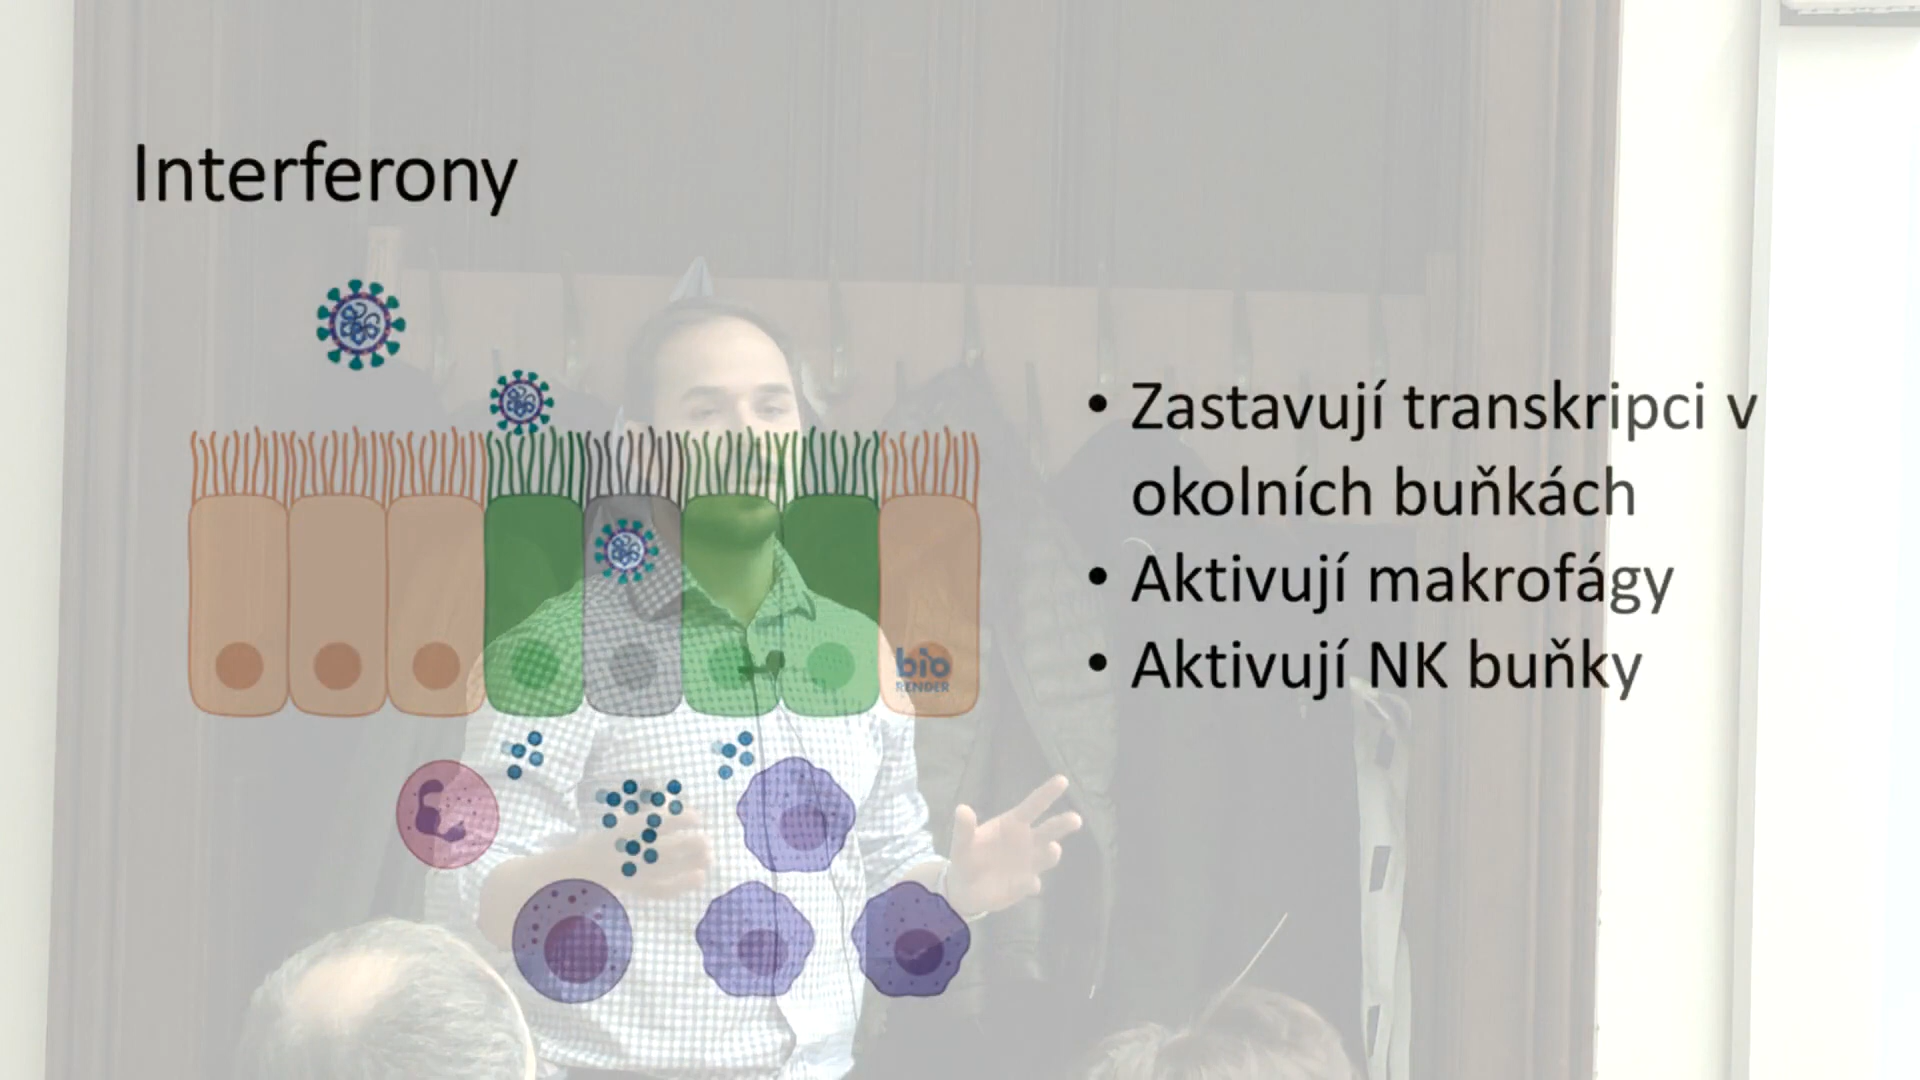 Interferony
• Zastavují transkripci v
okolních buňkách
• Aktivují makrofágy
• Aktivují NK buňky
bio
RENDER